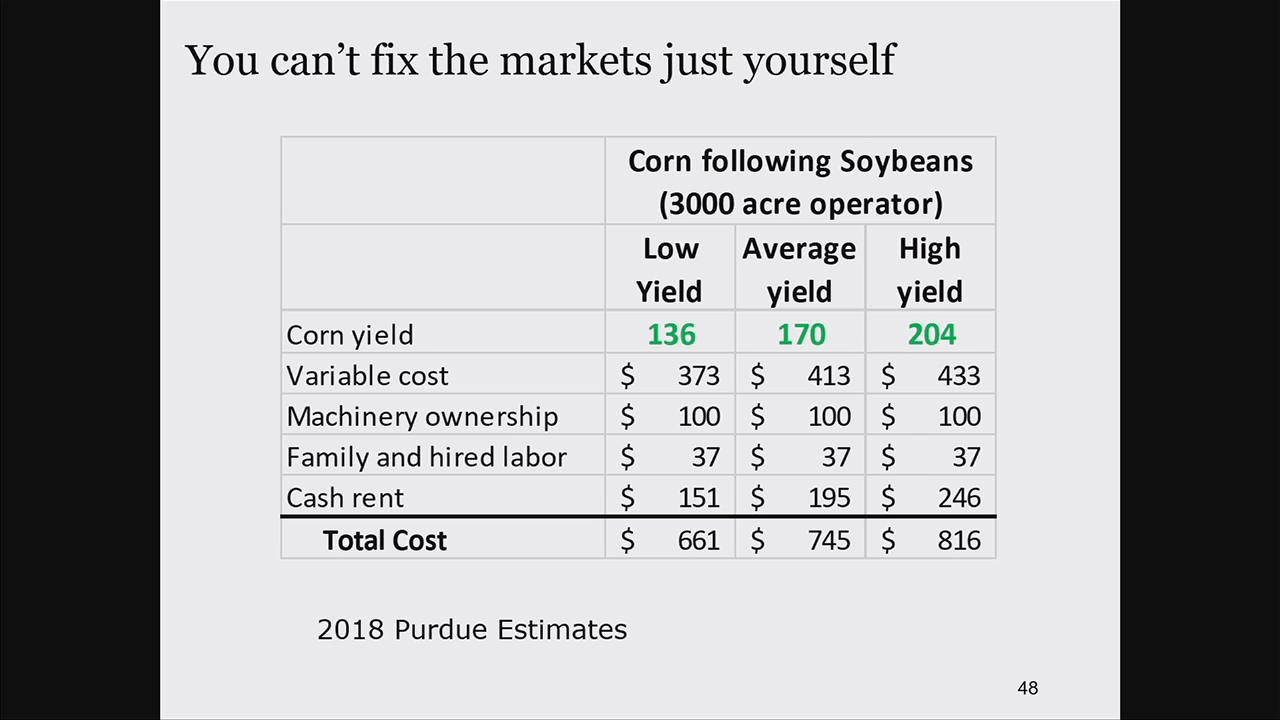 You can’t fix the markets just yourself
Corn following Soybeans
(3000 acre operator)
Low Yield Average yield High yield
Corn yield 136 170 204
Variable cost $ 373 $ 413 $ 433
Machinery ownership $ 100 $ 100 $ 100
Family and hired labor $ 37 $ 37 $ 37
Cash rent $ 151 $ 195 $ 246
Total Cost $ 661 $ 745 $ 816
2018 Purdue Estimates
48